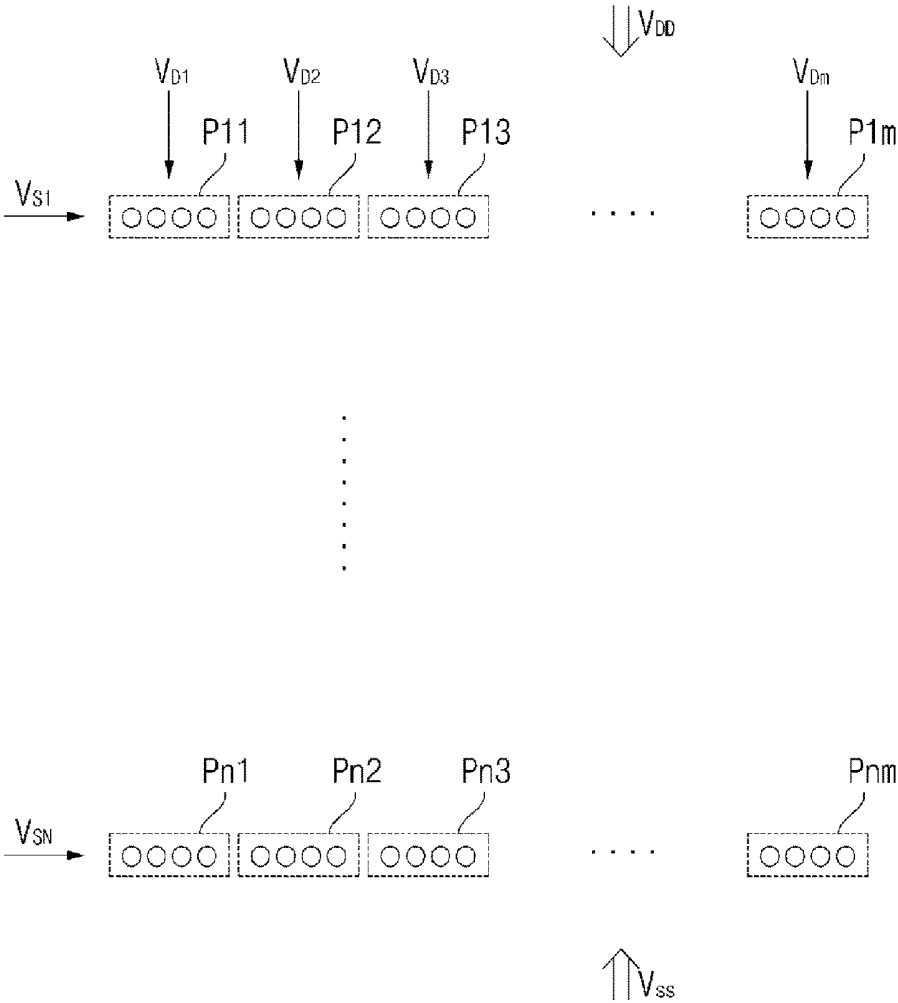 VDD
VD1 VD2 VD3 VDm
P11 P12 P13 P1m
VS1
. . . .
Pn1 Pn2 Pn3 Pnm
VSN
. . . .
VSS